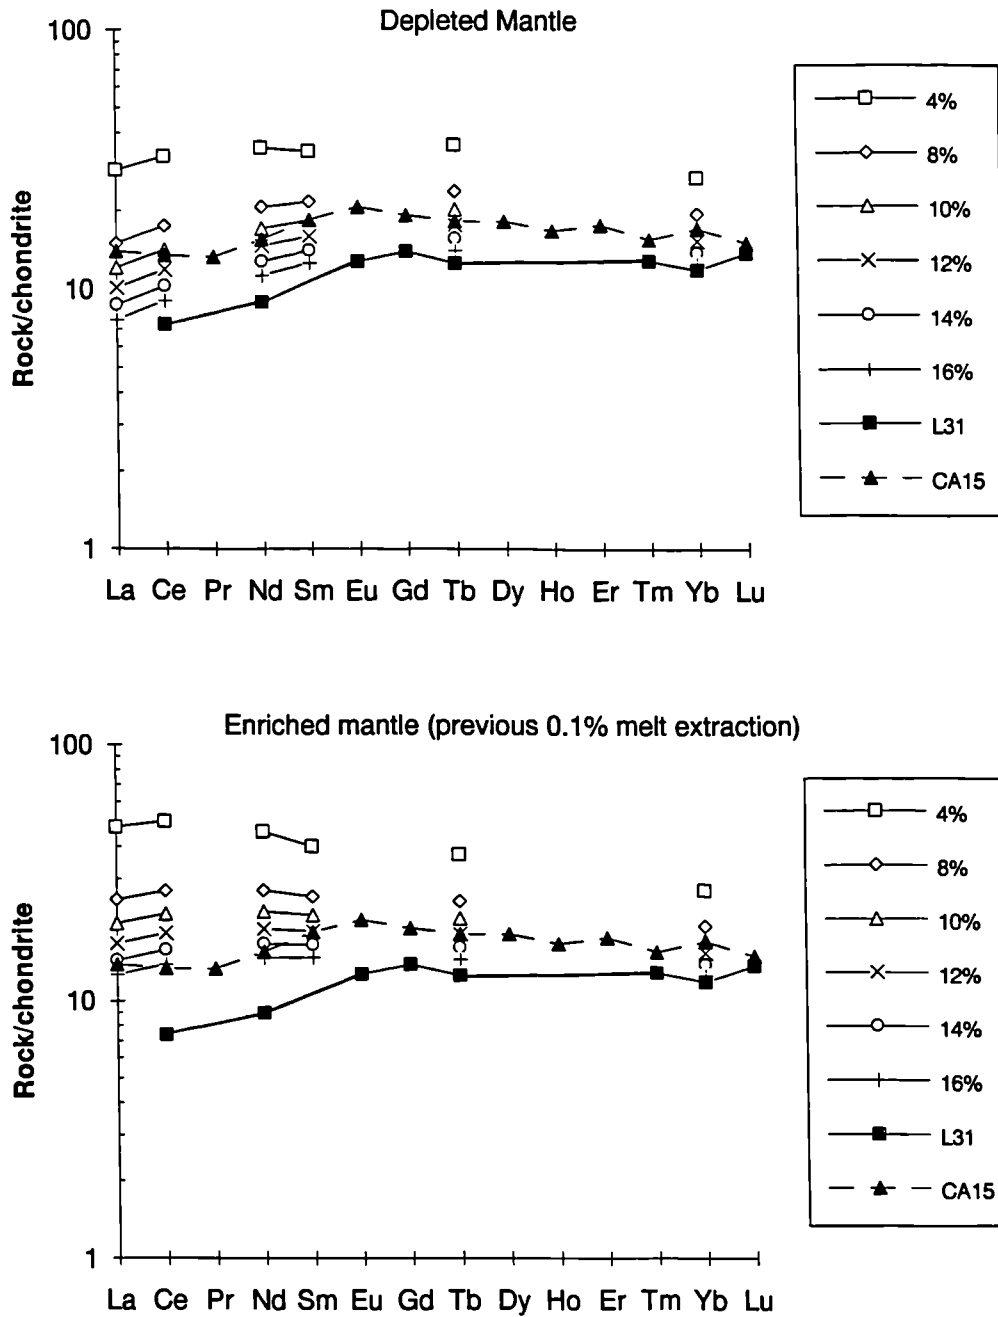 Depleted Mantle
100
10
1
Rock/chondrite
La Ce Pr Nd Sm Eu Gd Tb Dy Ho Er Tm Yb Lu
4%
8%
10%
12%
14%
16%
L31
CA15
Enriched mantle (previous 0.1% melt extraction)
100
10
1
Rock/chondrite
La Ce Pr Nd Sm Eu Gd Tb Dy Ho Er Tm Yb Lu
4%
8%
10%
12%
14%
16%
L31
CA15